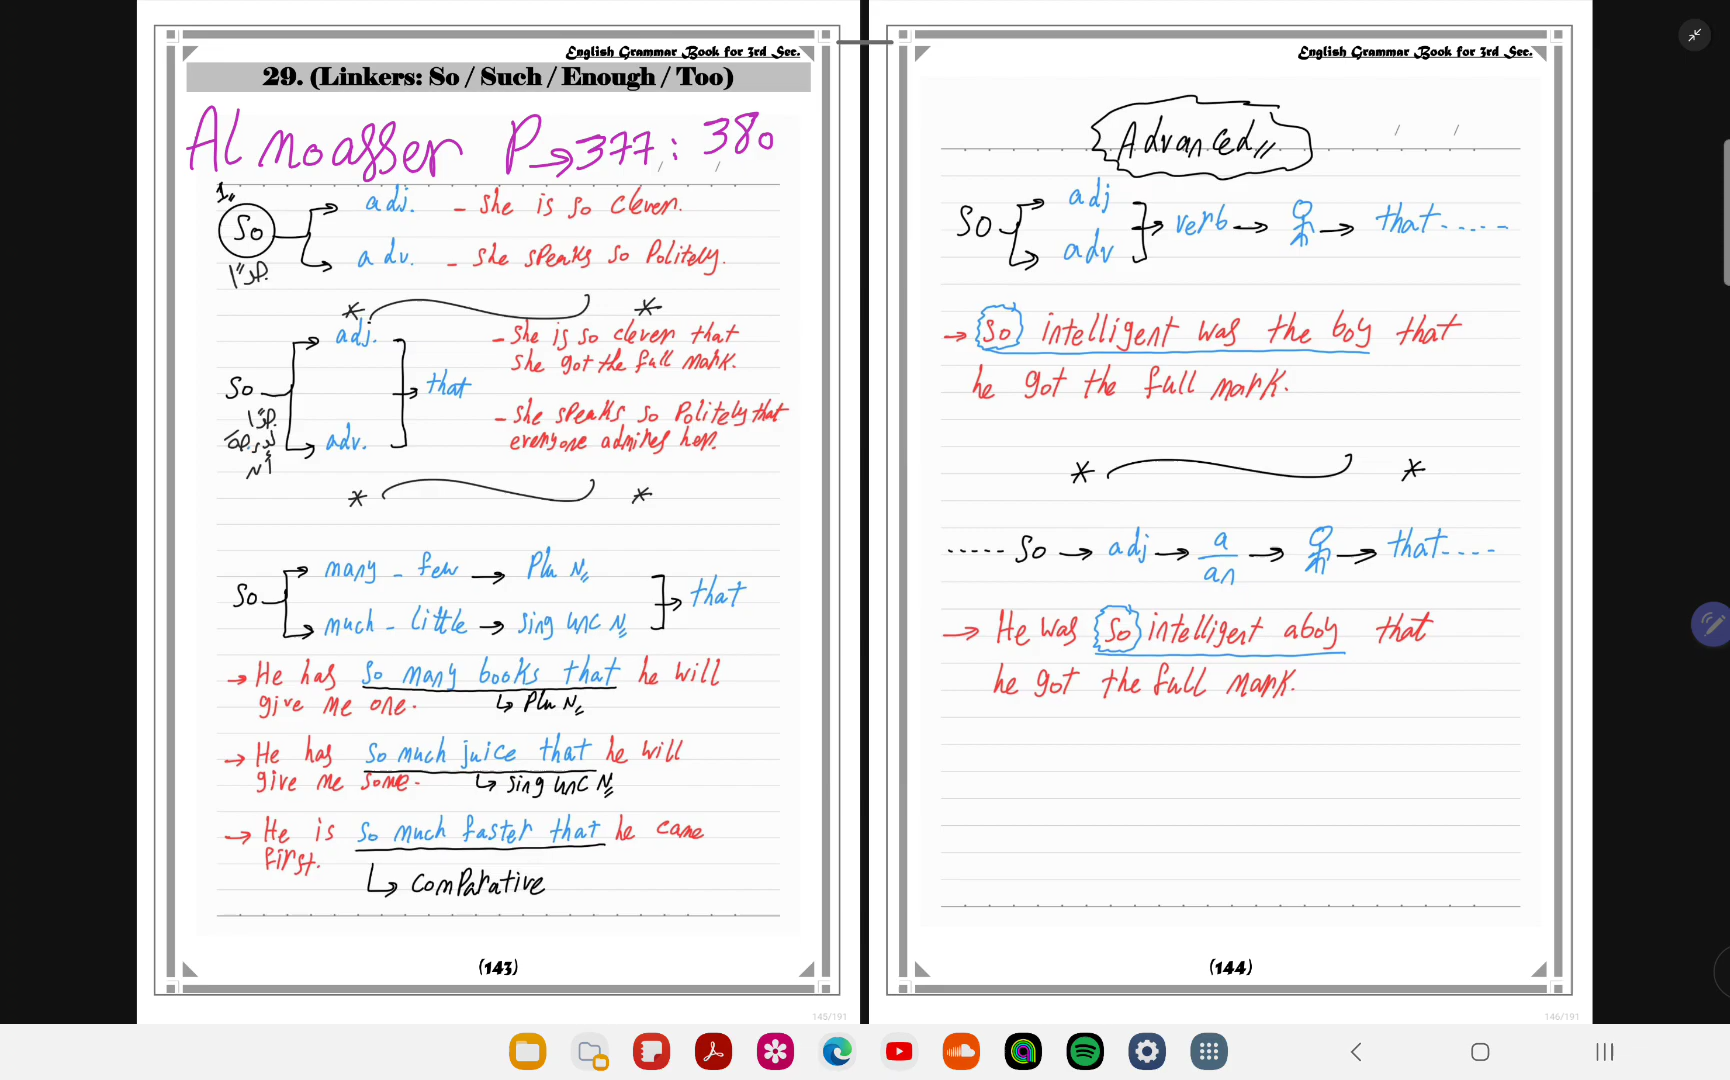 English Grammar Book for 3rd Sec.
29. (Linkers: So / Such / Enough / Too)
Al moasser P → 377 : 380
1
So
adj. - She is so clever.
adv. - She speaks so Politely.
So
adj.
adv.
that
- She is so clever that
she got the full mark.
- She speaks so Politely that
everyone admires her.
So
many - few → Plu N
much - little → sing unc N
that
→ He has so many books that he will
give me one.
↳ Plu N
→ He has so much juice that he will
give me some.
↳ sing unc N
→ He is so much faster that he came
first.
↳ comparative
(143)
145/191
English Grammar Book for 3rd Sec.
Advanced
So
adj
adv
→ verb → → that .....
→ So intelligent was the boy that
he got the full mark.
..... So → adj → a/an → → that....
→ He was so intelligent a boy that
he got the full mark.
(144)
146/191